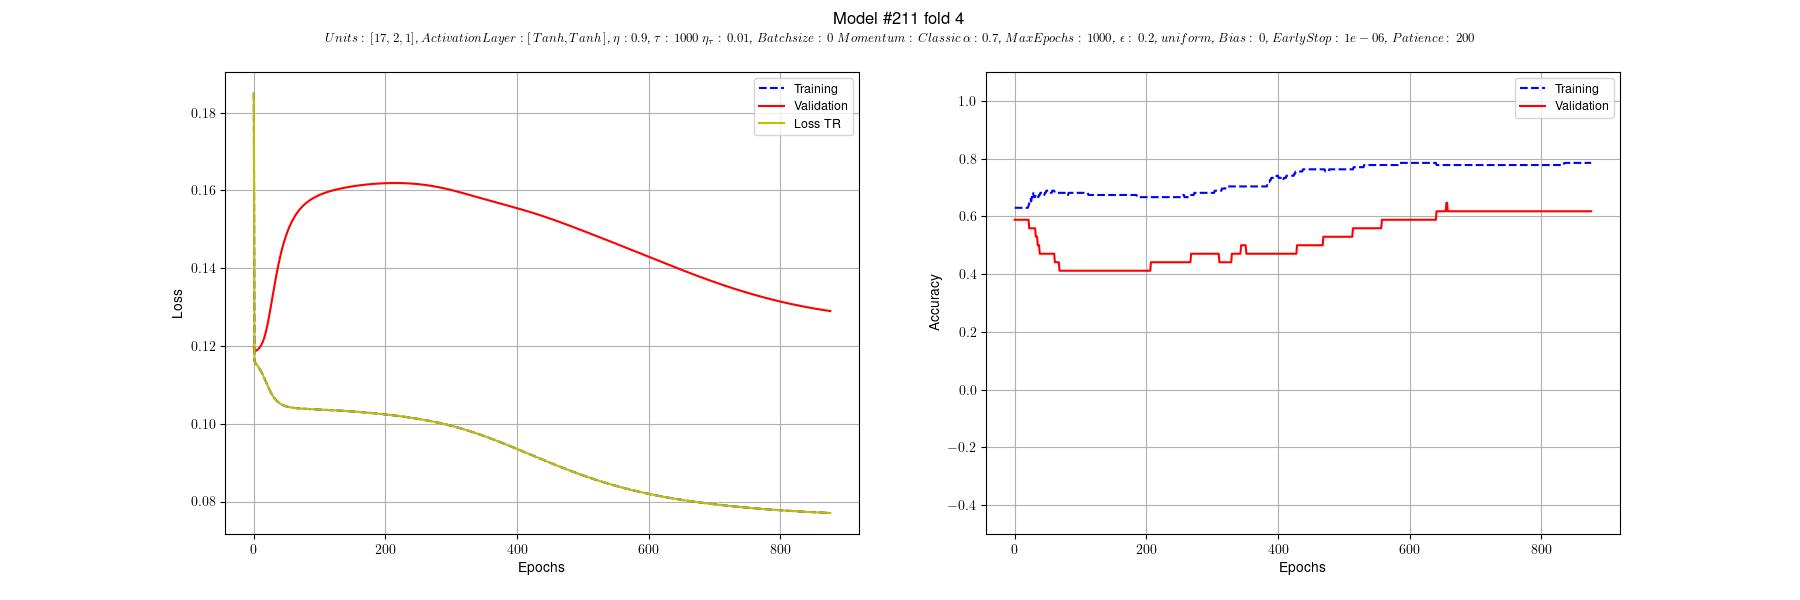 Model #211 fold 4
Units : [17, 2, 1], ActivationLayer : [Tanh, Tanh], η : 0.9, τ : 1000 ητ : 0.01, Batchsize : 0 Momentum : Classic α : 0.7, MaxEpochs : 1000, ϵ : 0.2, uniform, Bias : 0, EarlyStop : 1e − 06, Patience : 200
Training
Validation
Loss TR
0.18
0.16
0.14
0.12
0.10
0.08
Loss
0
200
400
600
800
Epochs
Training
Validation
1.0
0.8
0.6
0.4
0.2
0.0
−0.2
−0.4
Accuracy
0
200
400
600
800
Epochs